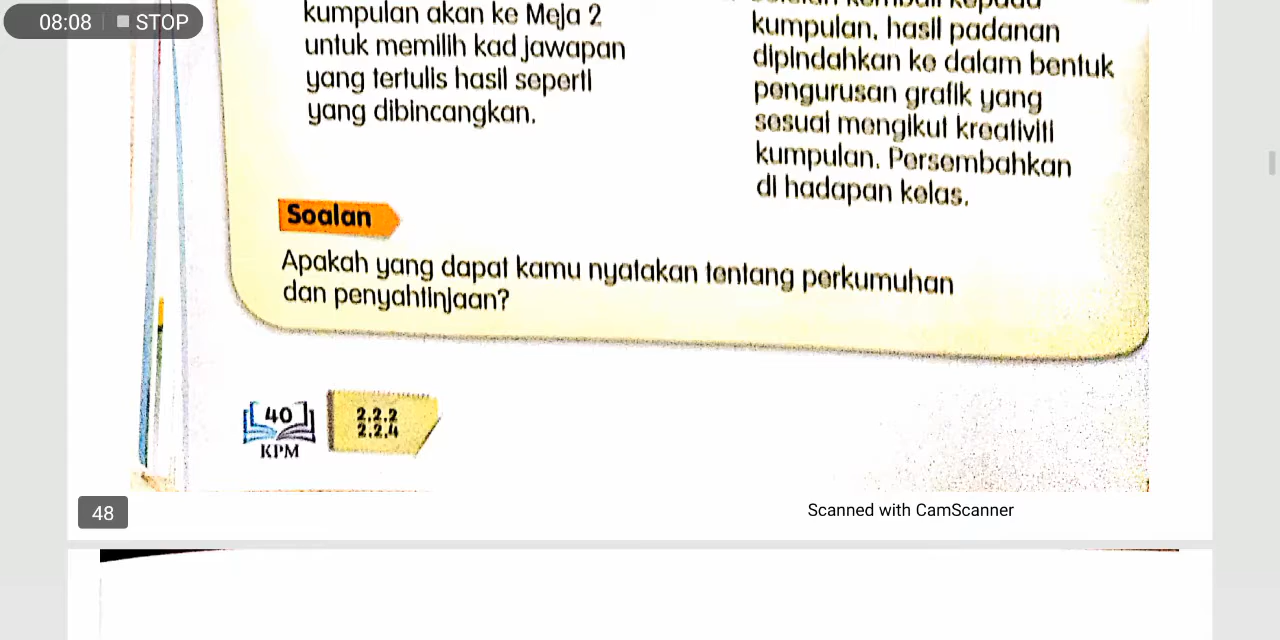 08:08 STOP
kumpulan akan ke Meja 2
untuk memilih kad jawapan
yang tertulis hasil seperti
yang dibincangkan.
kumpulan, hasil padanan
dipindahkan ke dalam bentuk
pengurusan grafik yang
sesuai mengikut kreativiti
kumpulan. Persembahkan
di hadapan kelas.
Soalan
Apakah yang dapat kamu nyatakan tentang perkumuhan
dan penyahtinjaan?
40
KPM
2.2.2
2.2.4
48
Scanned with CamScanner